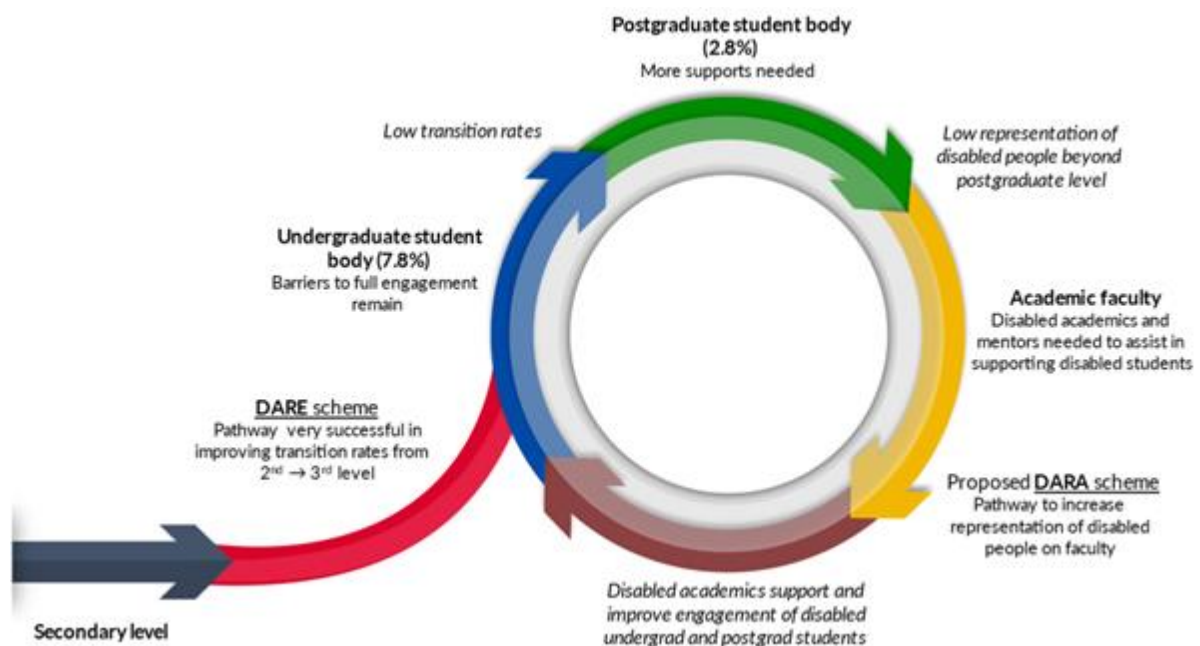 Postgraduate student body
(2.8%)
More supports needed
Low transition rates
Low representation of
disabled people beyond
postgraduate level
Undergraduate student
body (7.8%)
Barriers to full engagement
remain
Academic faculty
Disabled academics and
mentors needed to assist in
supporting disabled students
DARE scheme
Pathway very successful in
improving transition rates from
2nd → 3rd level
Proposed DARA scheme
Pathway to increase
representation of disabled
people on faculty
Disabled academics support and
improve engagement of disabled
undergrad and postgrad students
Secondary level